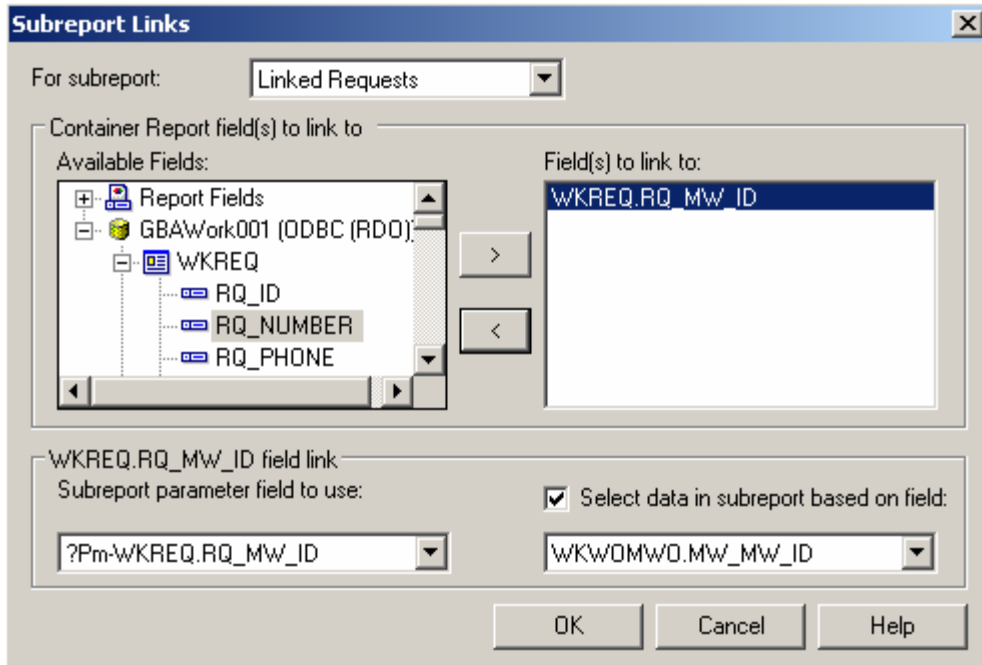 Subreport Links
For subreport:
Linked Requests
Container Report field(s) to link to
Available Fields:
Field(s) to link to:
Report Fields
GBAWork001 (ODBC (RDO))
WKREQ
RQ_ID
RQ_NUMBER
RQ_PHONE
WKREQ.RQ_MW_ID
>
<
WKREQ.RQ_MW_ID field link
Subreport parameter field to use:
Select data in subreport based on field:
?Pm-WKREQ.RQ_MW_ID
WKWOMWO.MW_MW_ID
OK
Cancel
Help